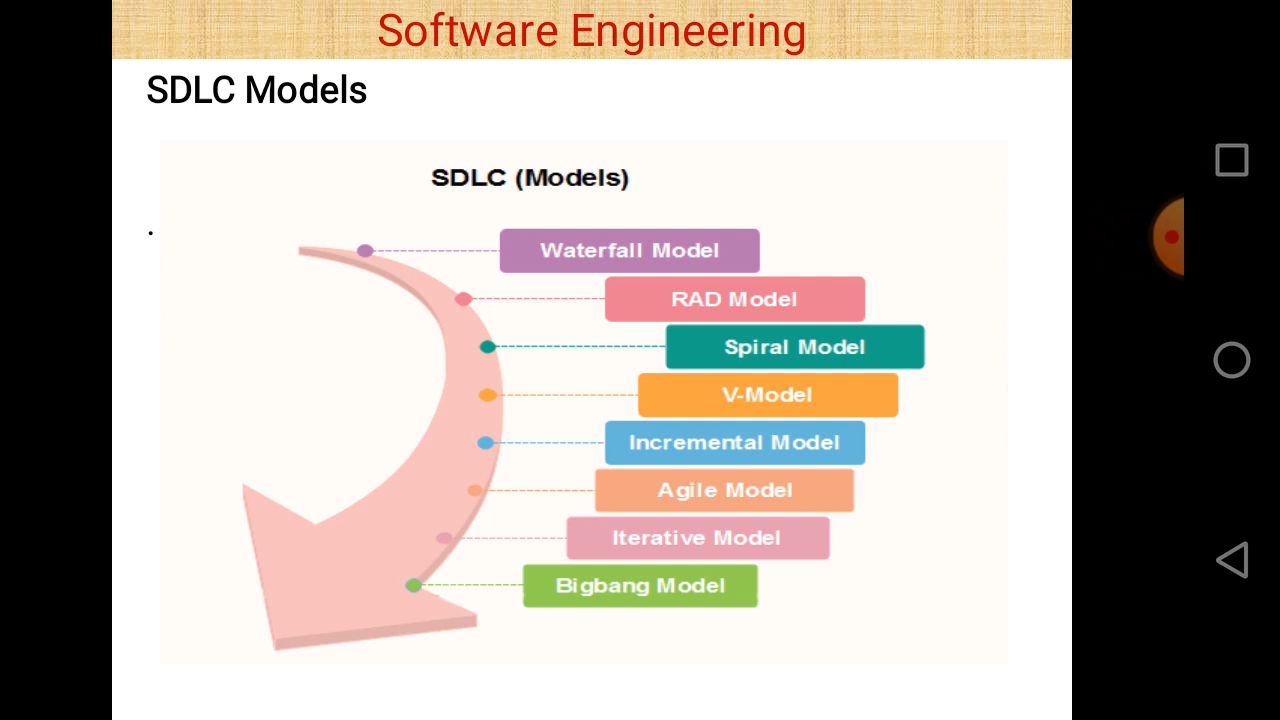 Software Engineering
SDLC Models
SDLC (Models)
.
Waterfall Model
RAD Model
Spiral Model
V-Model
Incremental Model
Agile Model
Iterative Model
Bigbang Model